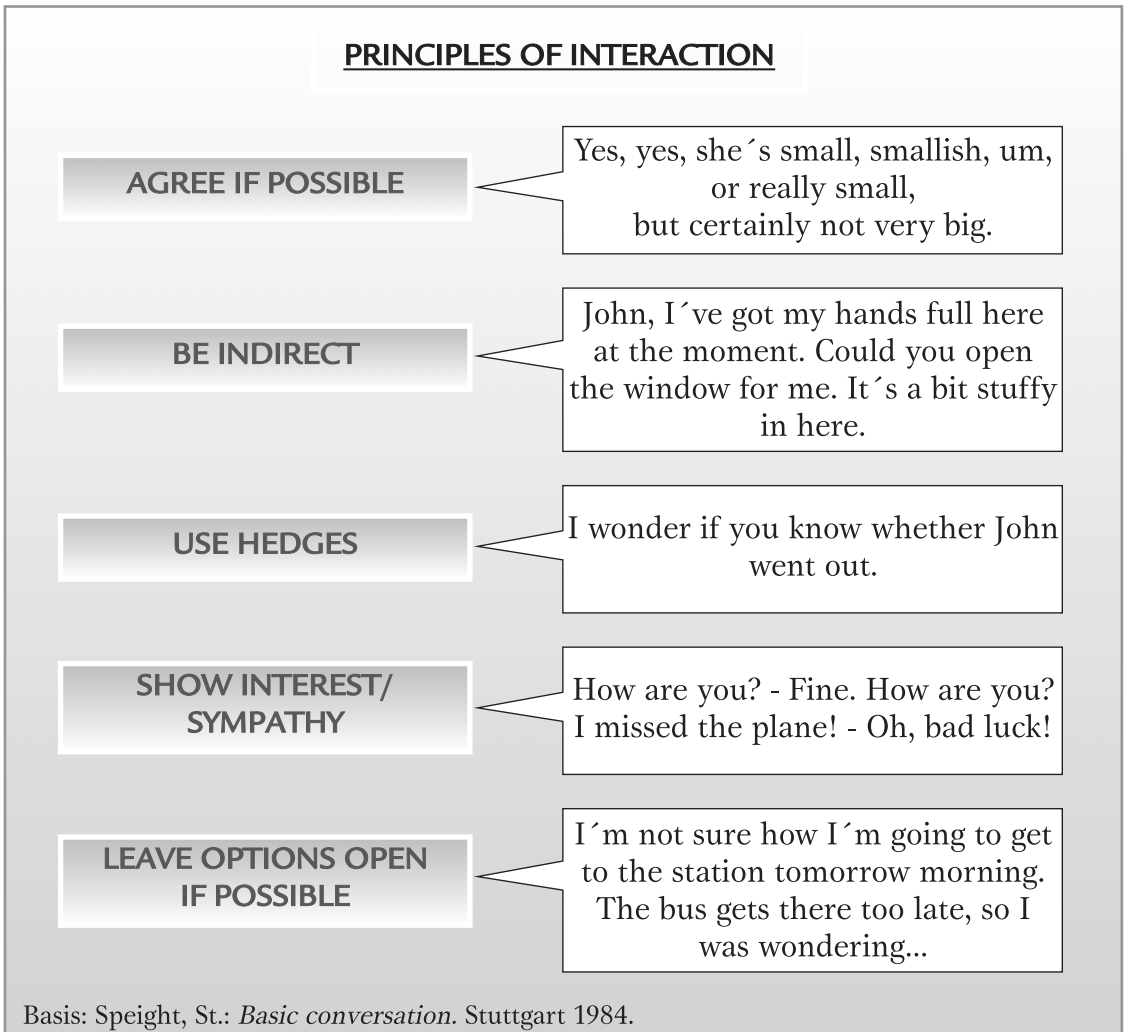 PRINCIPLES OF INTERACTION
AGREE IF POSSIBLE
Yes, yes, she´s small, smallish, um,
or really small,
but certainly not very big.
BE INDIRECT
John, I´ve got my hands full here
at the moment. Could you open
the window for me. It´s a bit stuffy
in here.
USE HEDGES
I wonder if you know whether John
went out.
SHOW INTEREST/
SYMPATHY
How are you? - Fine. How are you?
I missed the plane! - Oh, bad luck!
LEAVE OPTIONS OPEN
IF POSSIBLE
I´m not sure how I´m going to get
to the station tomorrow morning.
The bus gets there too late, so I
was wondering...
Basis: Speight, St.: Basic conversation. Stuttgart 1984.